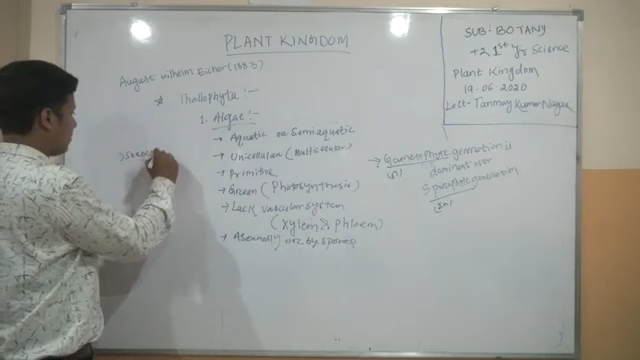 PLANT KINGDOM
August wilhelm Eicher (1883)
* Thallophyta :-
1. Algae :-
→ Aquatic or Semiaquatic
→ Unicellular (Multicellular)
→ Primitive
→ Green (Photosynthesis)
→ Lack vascular system
(Xylem & Phloem)
→ Asexually are by spores
→ Gametophyte generation is
(n) dominant over
Sporophyte generation
(2n)
SUB:- BOTANY
+2 1st yr Science
Plant Kingdom
19.06.2020
Lect- Tanmay Kumar Nayak